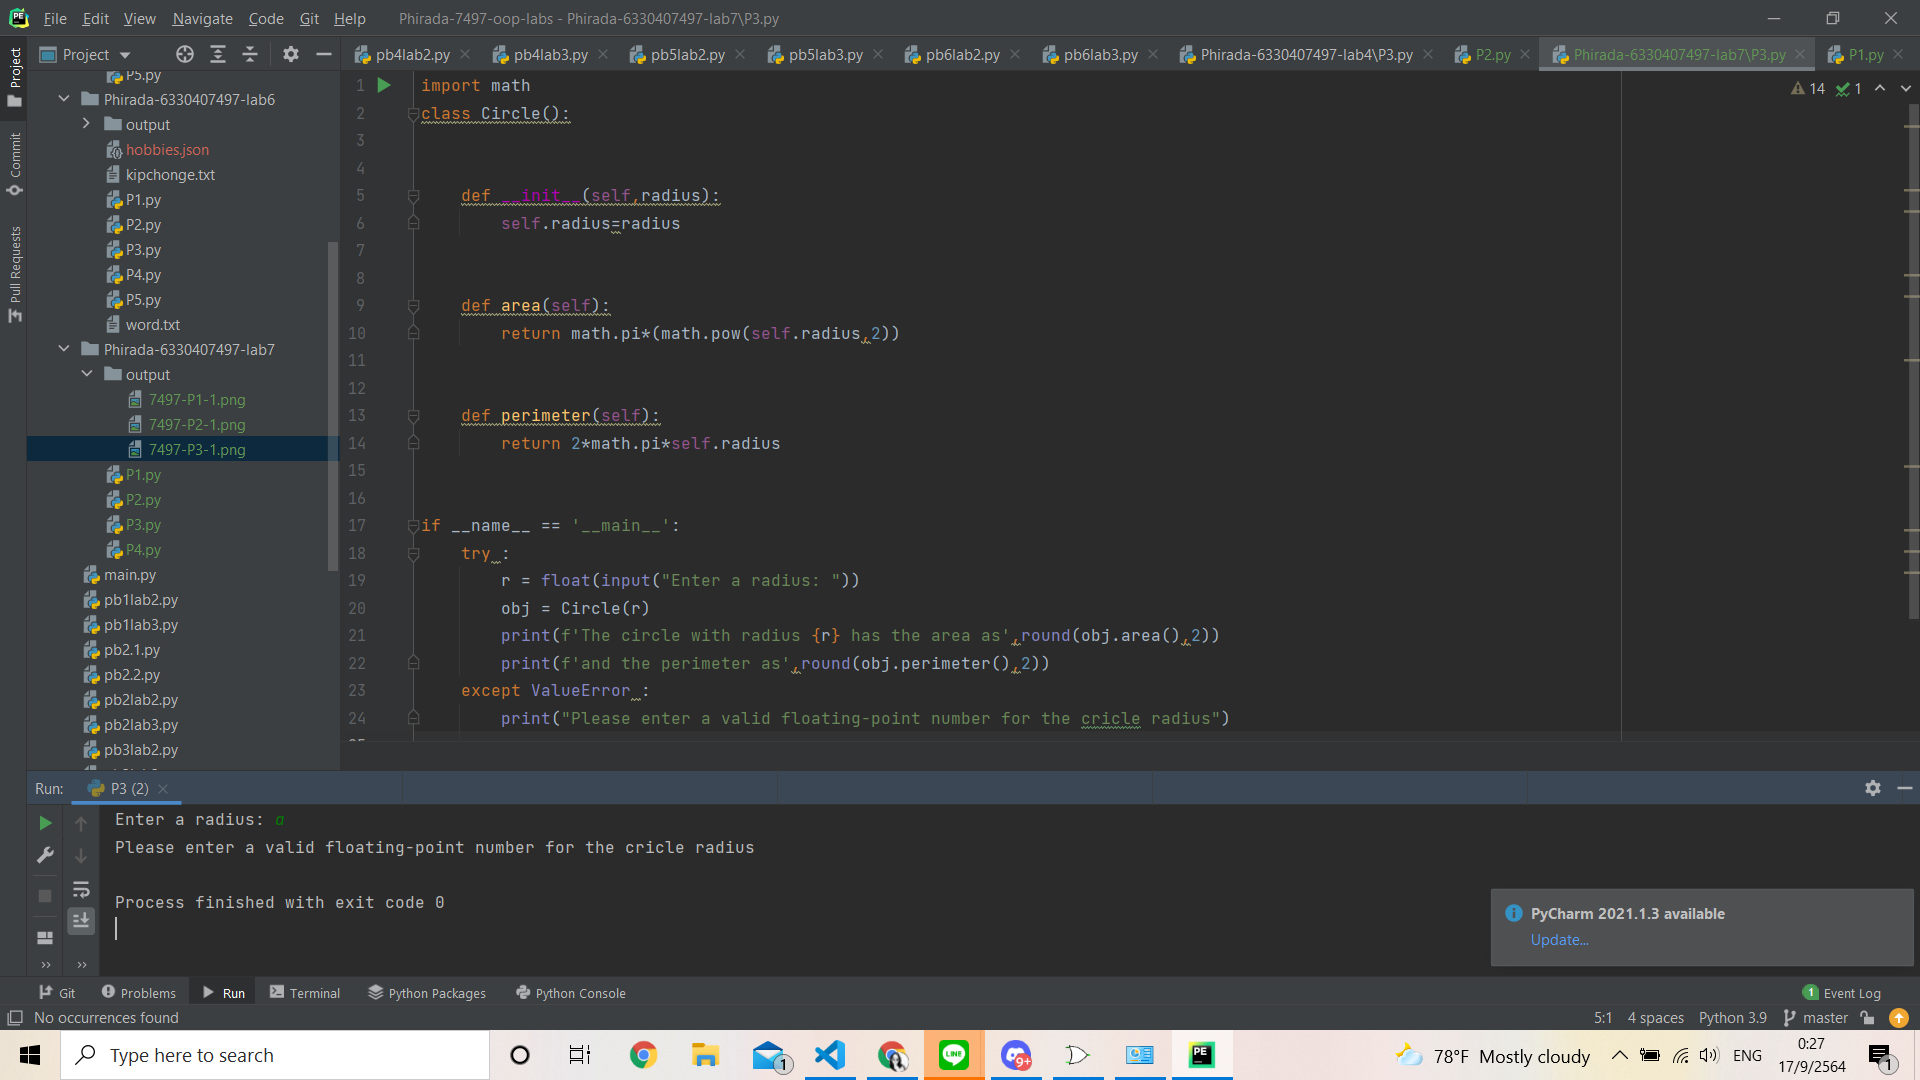 File Edit View Navigate Code Git Help Phirada-7497-oop-labs - Phirada-6330407497-lab7\P3.py
Project
pb4lab2.py pb4lab3.py pb5lab2.py pb5lab3.py pb6lab2.py pb6lab3.py Phirada-6330407497-lab4\P3.py P2.py Phirada-6330407497-lab7\P3.py P1.py
Project
Commit
Pull Requests
P5.py
Phirada-6330407497-lab6
output
hobbies.json
kipchonge.txt
P1.py
P2.py
P3.py
P4.py
P5.py
word.txt
Phirada-6330407497-lab7
output
7497-P1-1.png
7497-P2-1.png
7497-P3-1.png
P1.py
P2.py
P3.py
P4.py
main.py
pb1lab2.py
pb1lab3.py
pb2.1.py
pb2.2.py
pb2lab2.py
pb2lab3.py
pb3lab2.py
14 1
1 import math
2 class Circle():
3
4
5 def __init__(self,radius):
6 self.radius=radius
7
8
9 def area(self):
10 return math.pi*(math.pow(self.radius,2))
11
12
13 def perimeter(self):
14 return 2*math.pi*self.radius
15
16
17 if __name__ == '__main__':
18 try :
19 r = float(input("Enter a radius: "))
20 obj = Circle(r)
21 print(f'The circle with radius {r} has the area as',round(obj.area(),2))
22 print(f'and the perimeter as',round(obj.perimeter(),2))
23 except ValueError :
24 print("Please enter a valid floating-point number for the cricle radius")
Run: P3 (2)
Enter a radius: a
Please enter a valid floating-point number for the cricle radius
Process finished with exit code 0
PyCharm 2021.1.3 available
Update...
Git Problems Run Terminal Python Packages Python Console 1 Event Log
No occurrences found 5:1 4 spaces Python 3.9 master
Type here to search 1 LINE 9+ PE 78°F Mostly cloudy ENG 0:27
17/9/2564 1